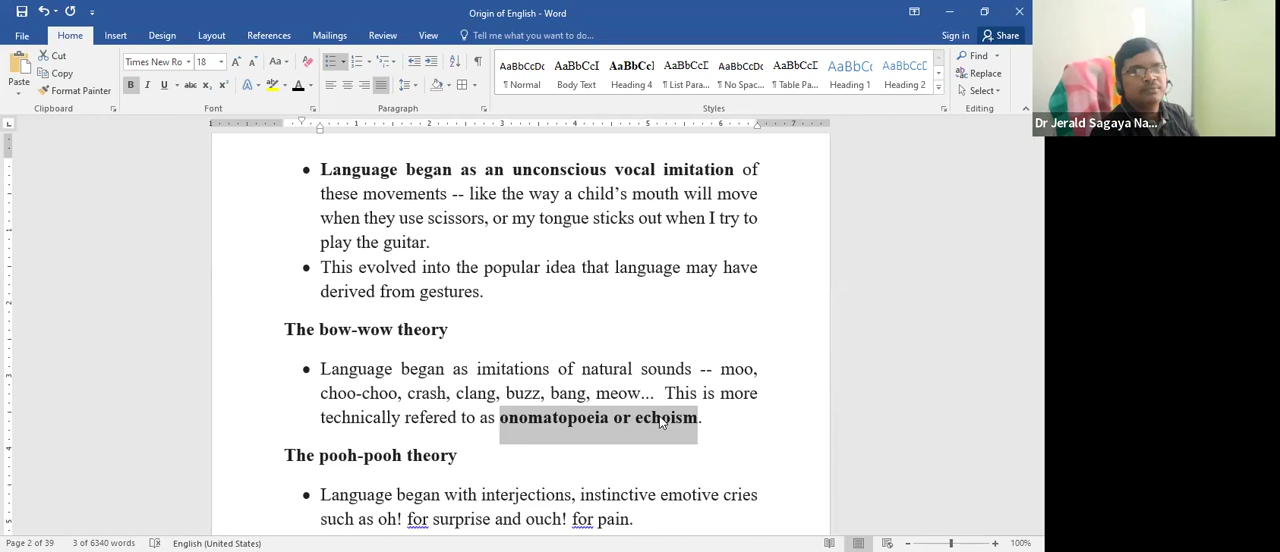 Origin of English - Word
File Home Insert Design Layout References Mailings Review View Tell me what you want to do... Sign in Share
Paste
Cut
Copy
Format Painter
Clipboard
Times New Ro 18
Font
Paragraph
AaBbCcDc AaBbCcI AaBbCc] AaBbCcI AaBbCcDc AaBbCcI AaBbCc AaBbCcI
¶ Normal Body Text Heading 4 ¶ List Para... ¶ No Spac... ¶ Table Pa... Heading 1 Heading 2
Styles
Find
Replace
Select
Editing
Dr Jerald Sagaya Na...
Language began as an unconscious vocal imitation of
these movements -- like the way a child's mouth will move
when they use scissors, or my tongue sticks out when I try to
play the guitar.
This evolved into the popular idea that language may have
derived from gestures.
The bow-wow theory
Language began as imitations of natural sounds -- moo,
choo-choo, crash, clang, buzz, bang, meow... This is more
technically refered to as onomatopoeia or echoism.
The pooh-pooh theory
Language began with interjections, instinctive emotive cries
such as oh! for surprise and ouch! for pain.
Page 2 of 39 3 of 6340 words English (United States) 100%